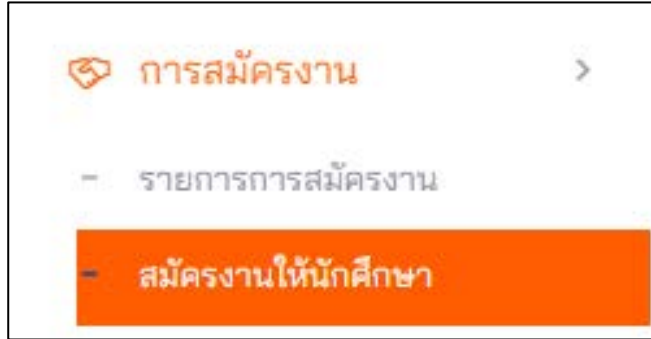 การสมัครงาน
- รายการการสมัครงาน
- สมัครงานให้นักศึกษา